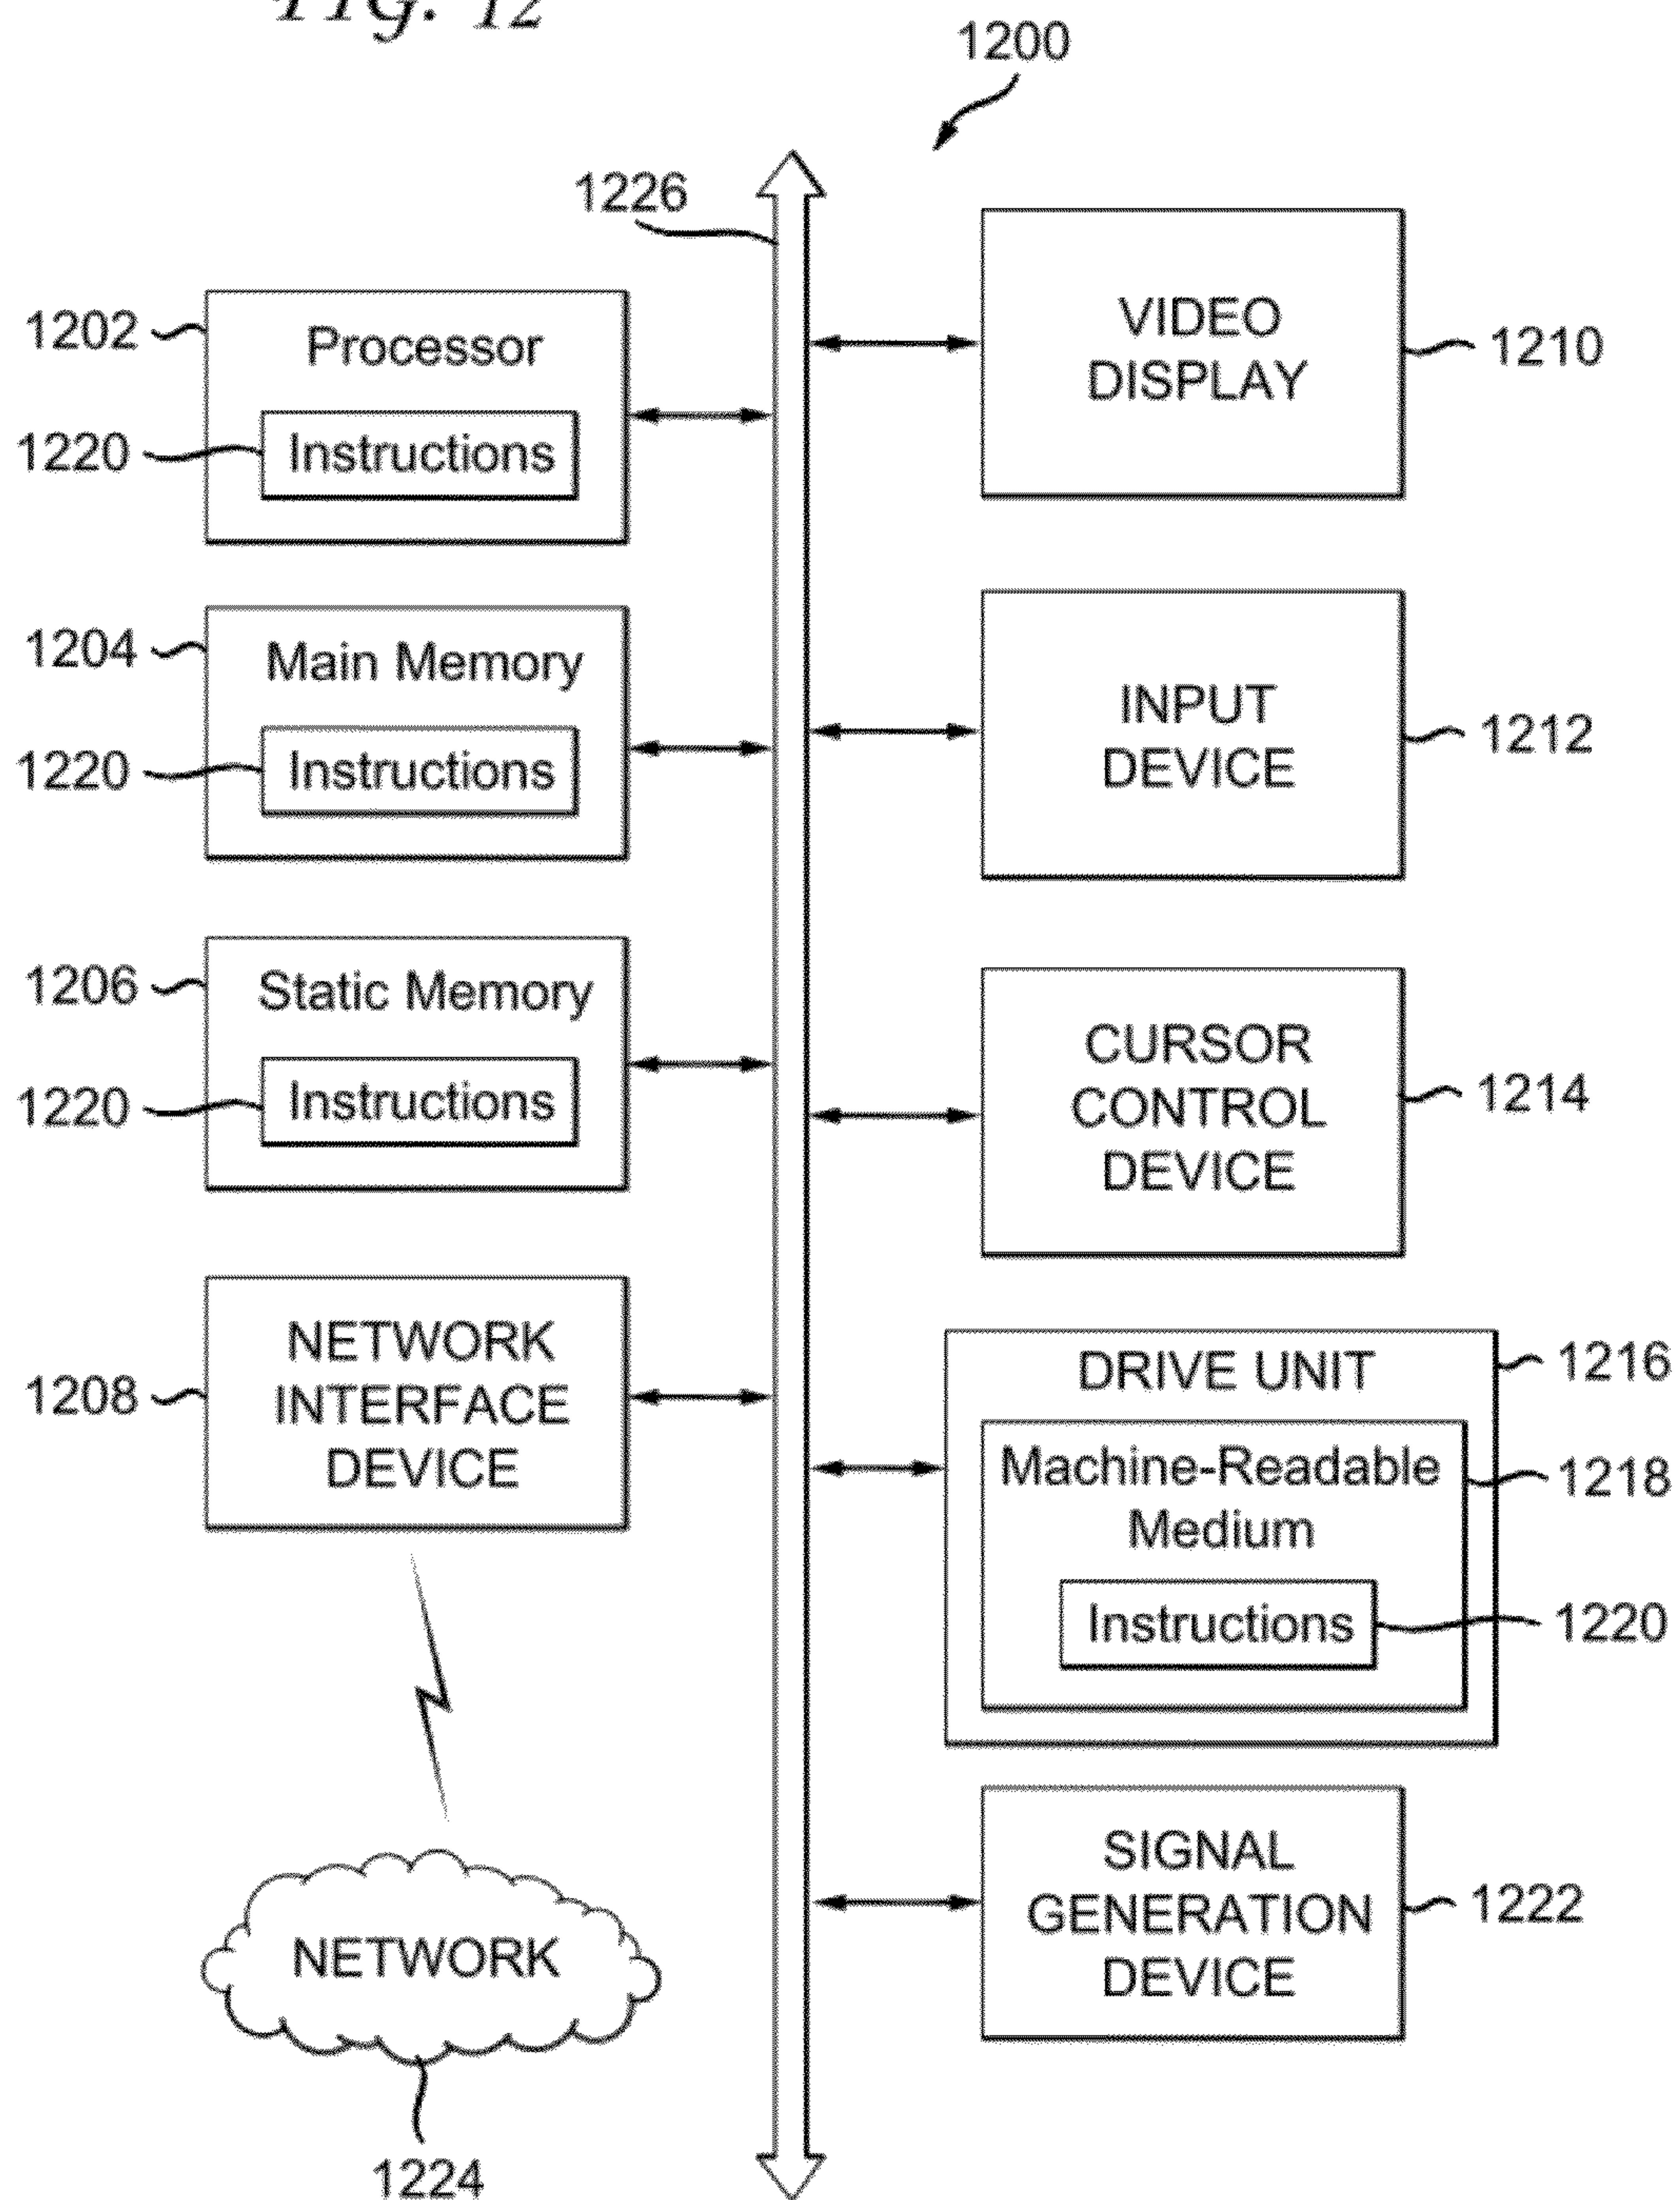 FIG. 12
1200
1226
1202
Processor
1220
Instructions
1204
Main Memory
1220
Instructions
1206
Static Memory
1220
Instructions
1208
NETWORK
INTERFACE
DEVICE
NETWORK
1224
VIDEO
DISPLAY
1210
INPUT
DEVICE
1212
CURSOR
CONTROL
DEVICE
1214
DRIVE UNIT
1216
Machine-Readable
Medium
1218
Instructions
1220
SIGNAL
GENERATION
DEVICE
1222